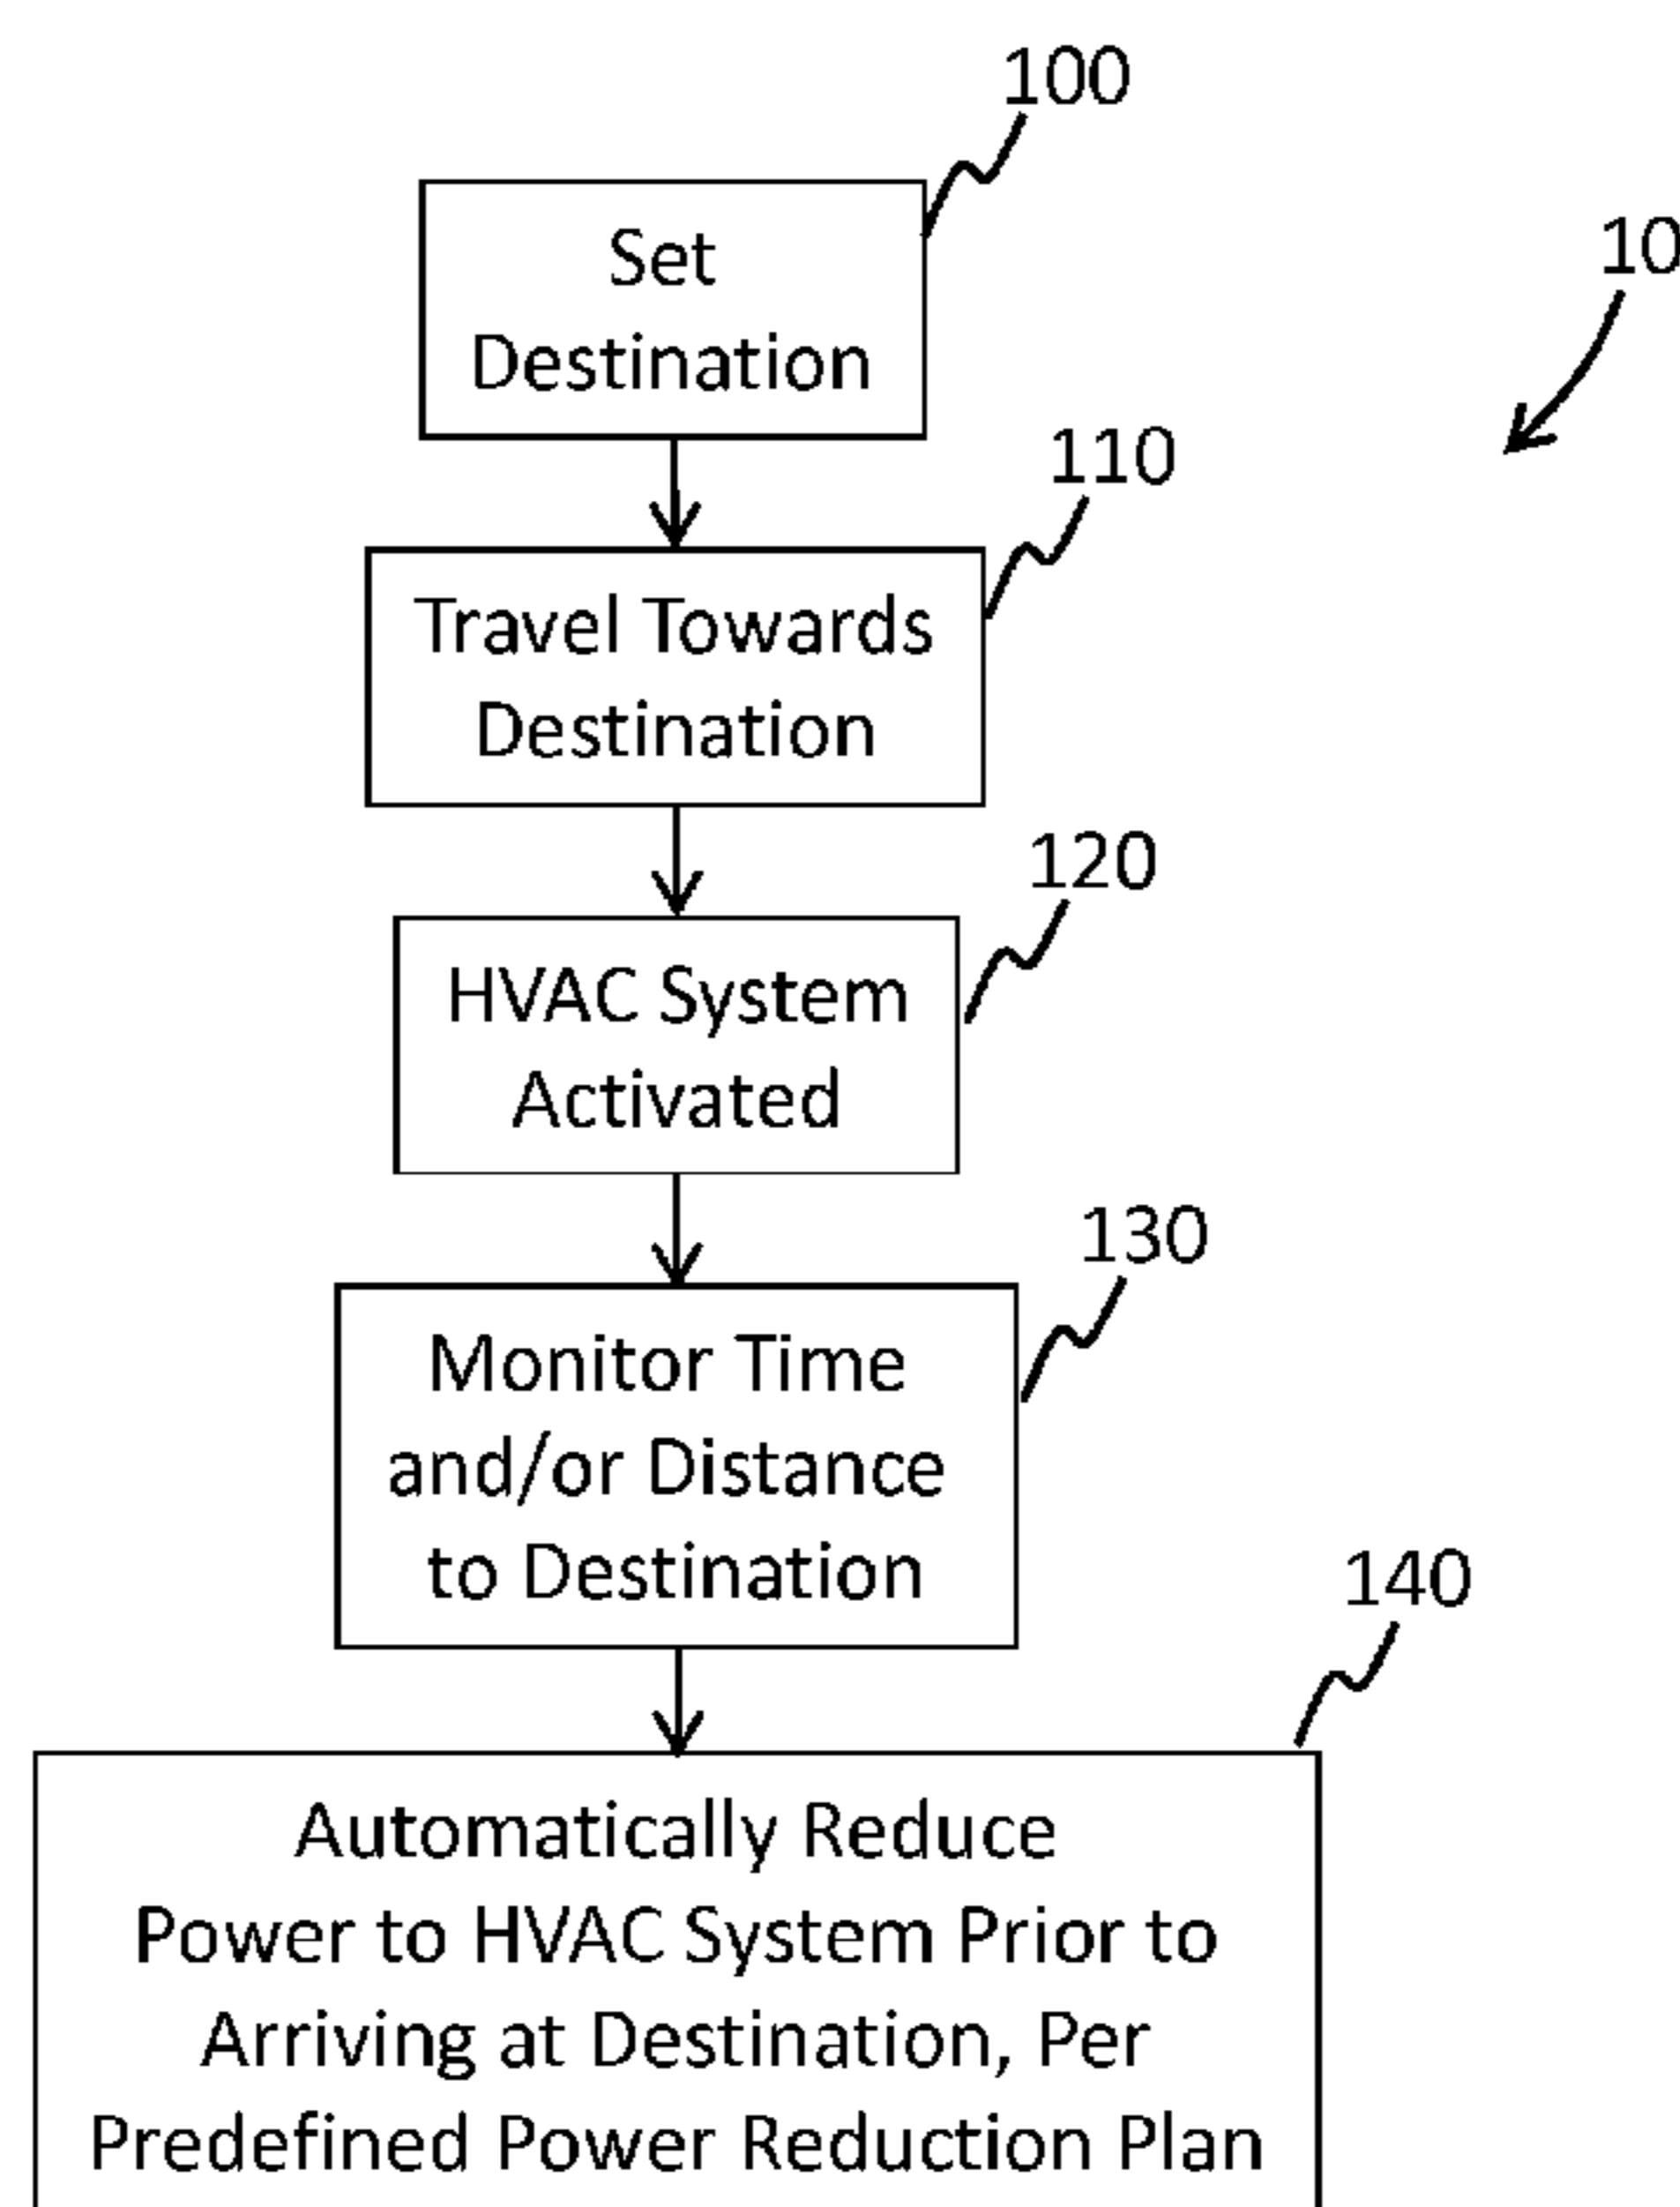 100
Set
Destination
10
110
Travel Towards
Destination
120
HVAC System
Activated
130
Monitor Time
and/or Distance
to Destination
140
Automatically Reduce
Power to HVAC System Prior to
Arriving at Destination, Per
Predefined Power Reduction Plan